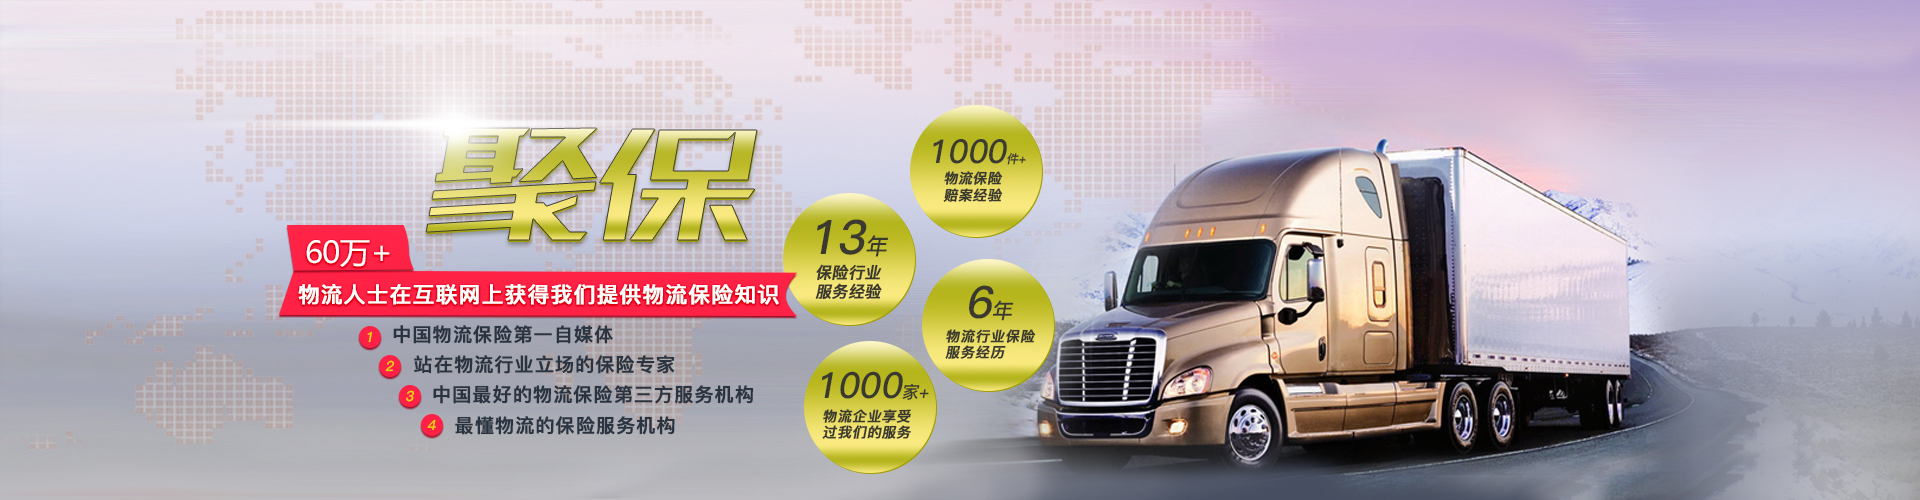 聚保
60万+
物流人士在互联网上获得我们提供物流保险知识
1 中国物流保险第一自媒体
2 站在物流行业立场的保险专家
3 中国最好的物流保险第三方服务机构
4 最懂物流的保险服务机构
1000件+
物流保险
赔案经验
13年
保险行业
服务经验
6年
物流行业保险
服务经历
1000家+
物流企业享受
过我们的服务